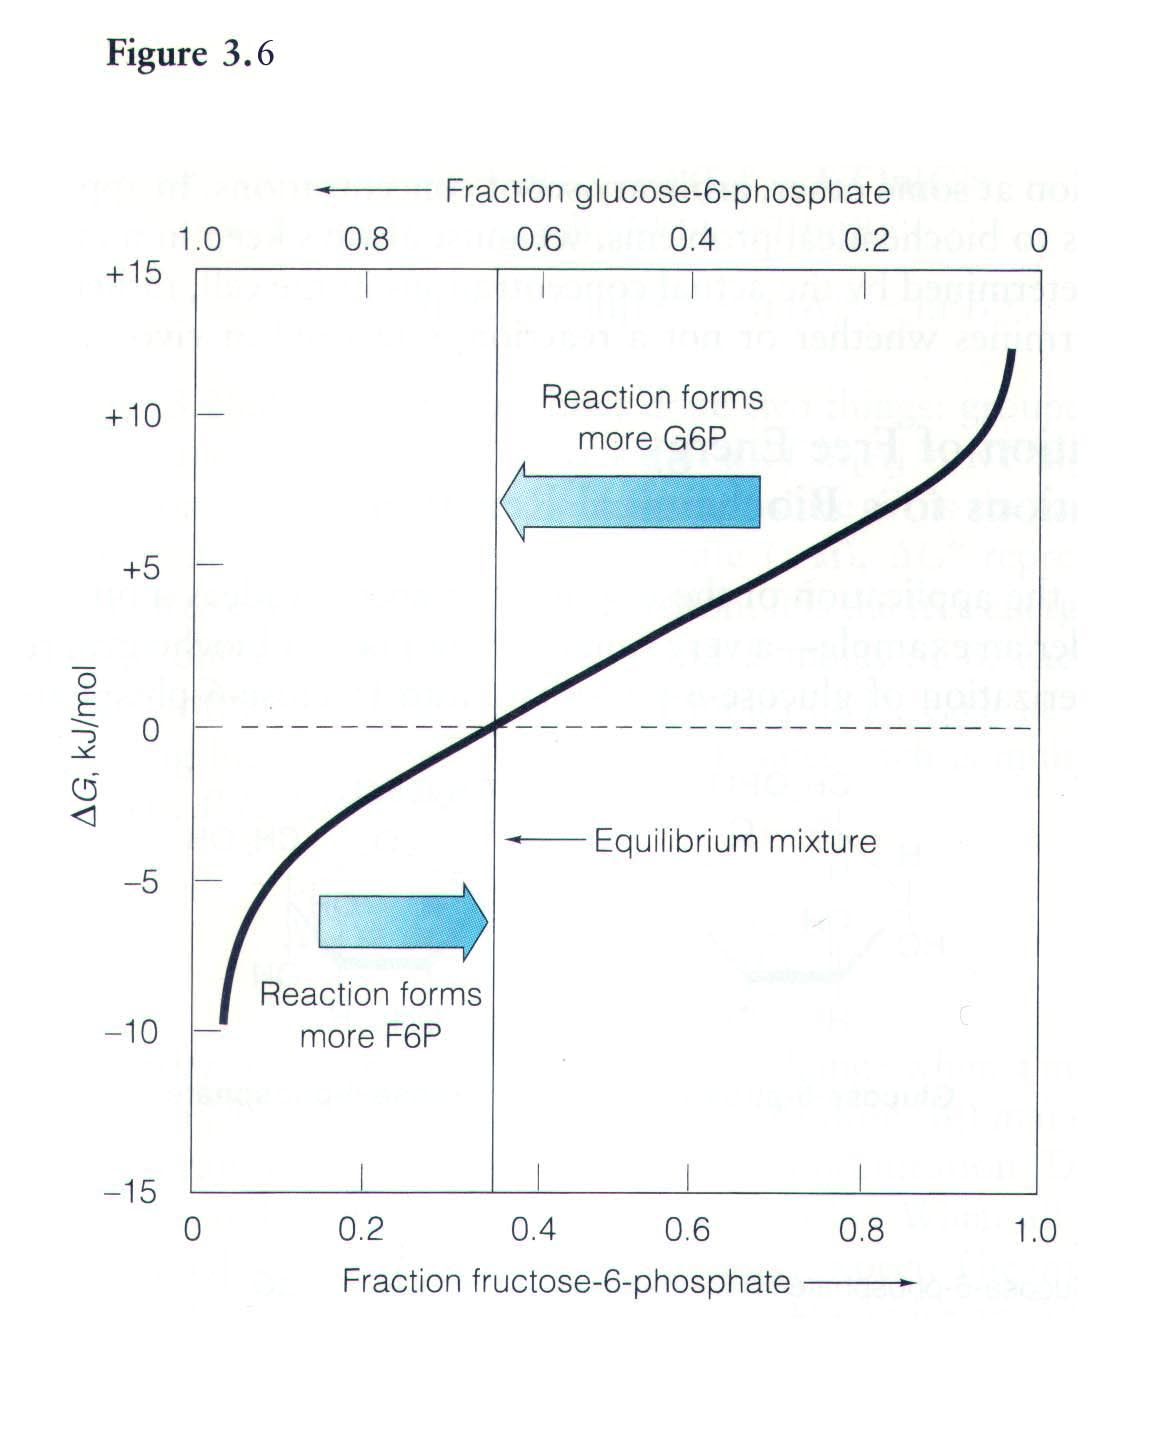 Figure 3.6
Fraction glucose-6-phosphate
1.0 0.8 0.6 0.4 0.2 0
+15
+10
+5
0
−5
−10
−15
ΔG, kJ/mol
Reaction forms
more G6P
Equilibrium mixture
Reaction forms
more F6P
0 0.2 0.4 0.6 0.8 1.0
Fraction fructose-6-phosphate